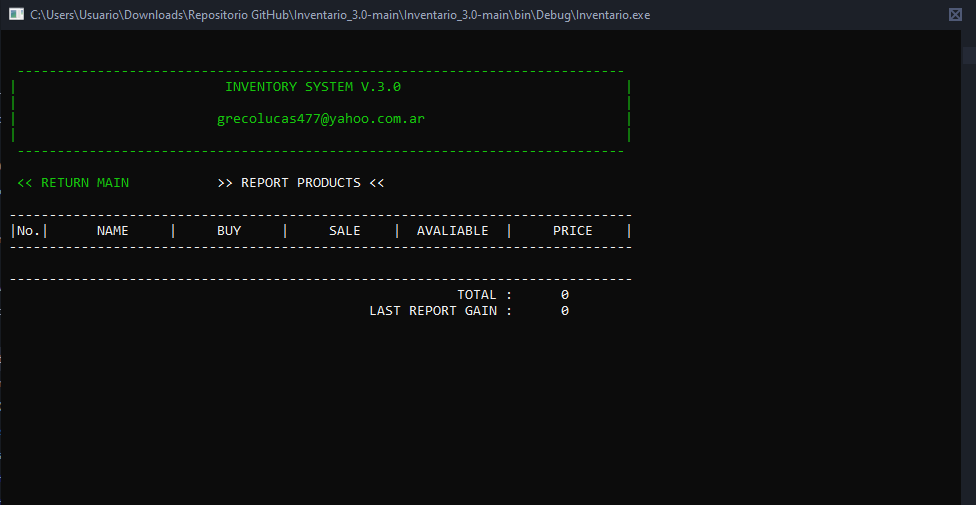 C:\Users\Usuario\Downloads\Repositorio GitHub\Inventario_3.0-main\Inventario_3.0-main\bin\Debug\Inventario.exe
INVENTORY SYSTEM V.3.0
grecolucas477@yahoo.com.ar
<< RETURN MAIN >> REPORT PRODUCTS <<
|No.| NAME | BUY | SALE | AVALIABLE | PRICE |
TOTAL : 0
LAST REPORT GAIN : 0